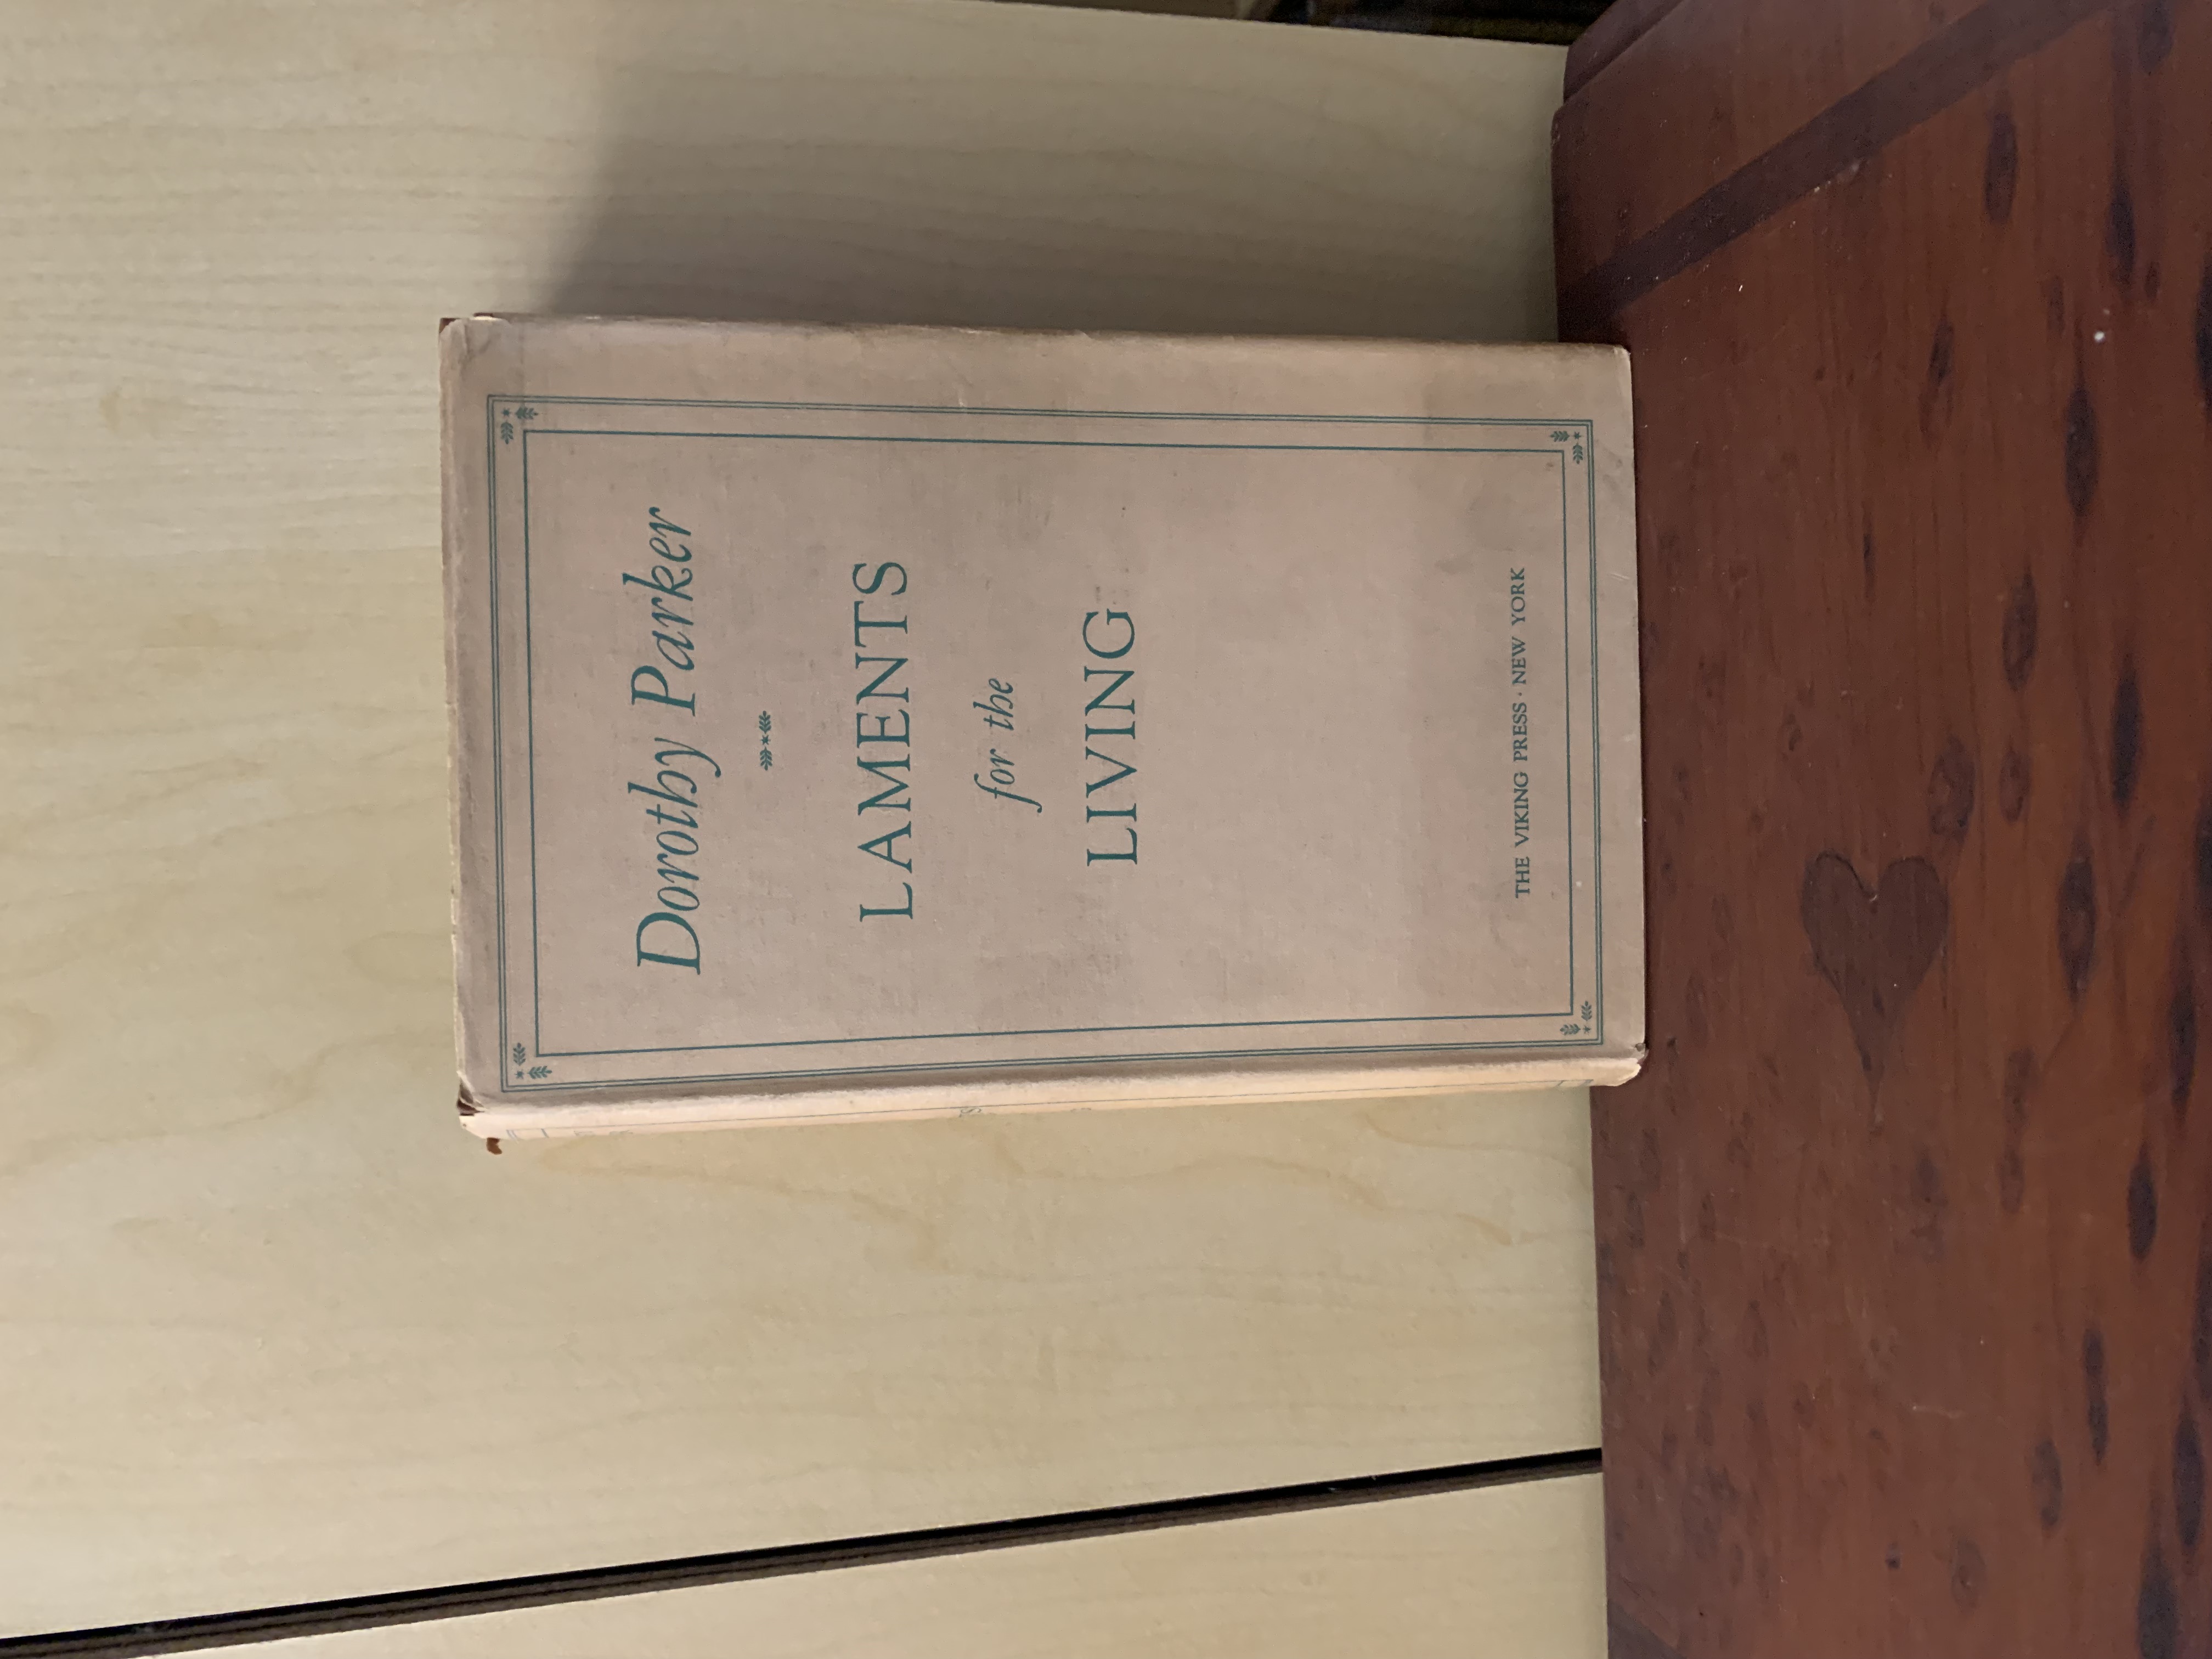 Dorothy Parker
LAMENTS
for the
LIVING
THE VIKING PRESS · NEW YORK